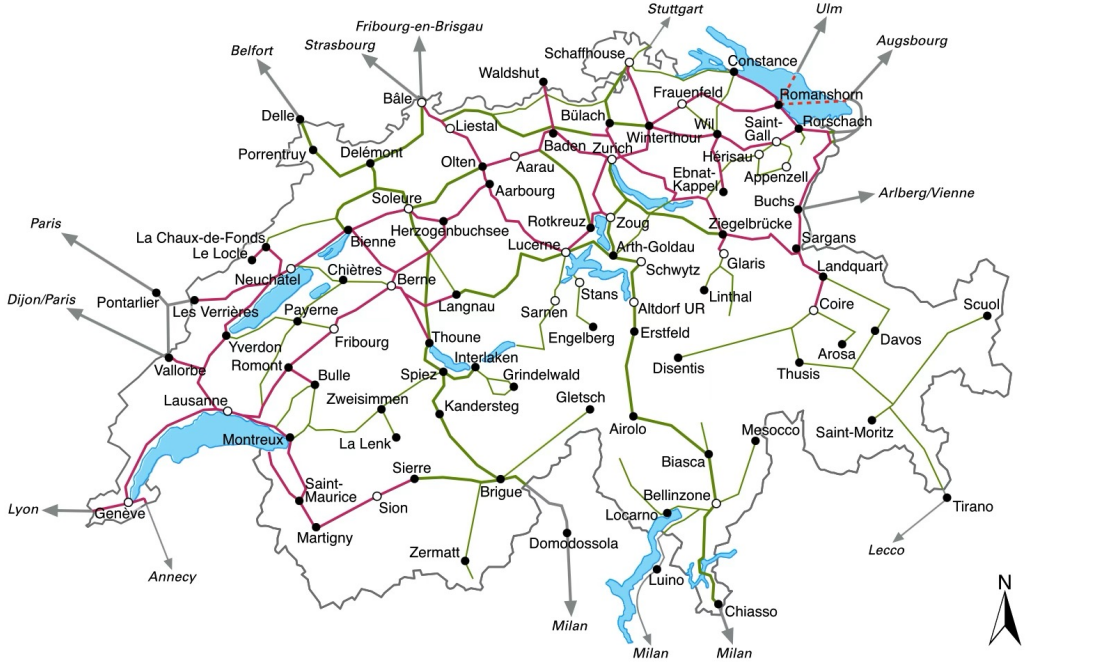 Stuttgart
Ulm
Fribourg-en-Brisgau
Strasbourg
Augsbourg
Belfort
Schaffhouse
Constance
Waldshut
Frauenfeld
Romanshorn
Bâle
Delle
Liestal
Bülach
Wil
Saint-
Gall
Rorschach
Winterthour
Porrentruy
Delémont
Olten
Aarau
Baden
Zurich
Hérisau
Appenzell
Ebnat-
Kappel
Aarbourg
Soleure
Buchs
Arlberg/Vienne
Paris
La Chaux-de-Fonds
Le Locle
Bienne
Herzogenbuchsee
Rotkreuz
Zoug
Ziegelbrücke
Sargans
Lucerne
Arth-Goldau
Schwytz
Glaris
Landquart
Neuchâtel
Chiètres
Berne
Stans
Linthal
Dijon/Paris
Pontarlier
Les Verrières
Payerne
Langnau
Sarnen
Altdorf UR
Coire
Scuol
Engelberg
Erstfeld
Fribourg
Thoune
Yverdon
Vallorbe
Romont
Interlaken
Disentis
Arosa
Davos
Thusis
Bulle
Spiez
Grindelwald
Lausanne
Zweisimmen
Kandersteg
Gletsch
Airolo
Saint-Moritz
Montreux
La Lenk
Mesocco
Biasca
Sierre
Brigue
Bellinzone
Saint-
Maurice
Sion
Locarno
Tirano
Lyon
Genève
Martigny
Domodossola
Lecco
Annecy
Zermatt
Luino
Chiasso
Milan
Milan
Milan
N